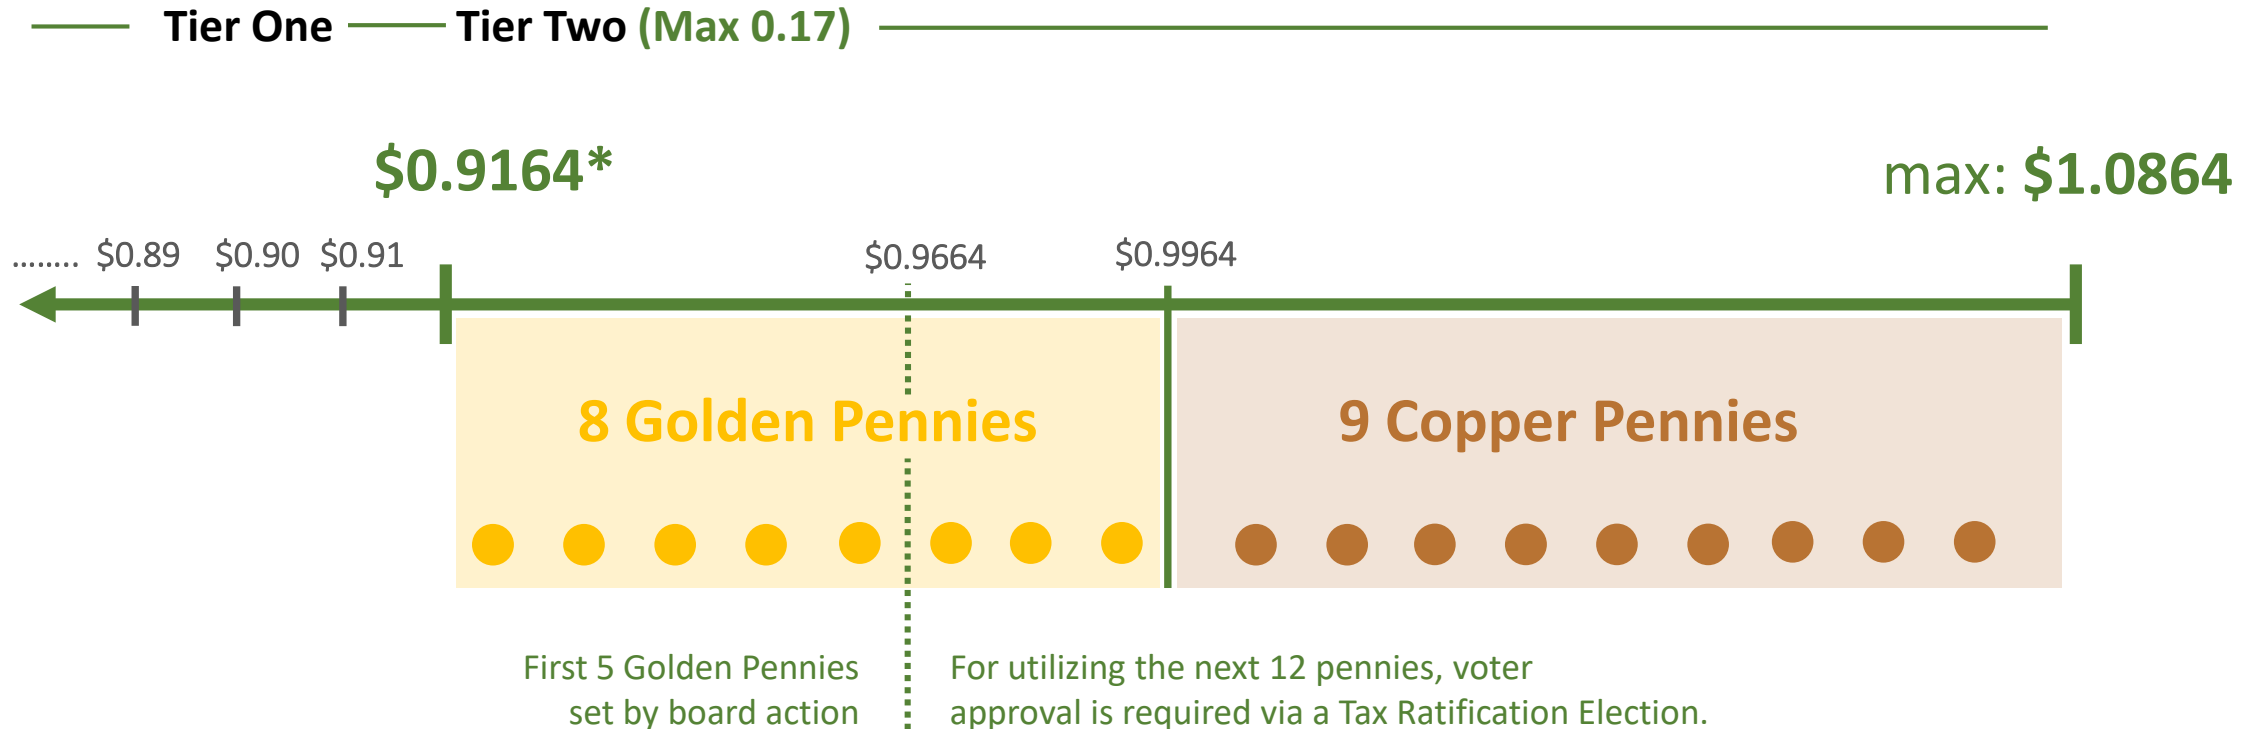 Tier One
Tier Two (Max 0.17)
$0.9164*
max: $1.0864
........ $0.89 $0.90 $0.91
$0.9664
$0.9964
8 Golden Pennies
9 Copper Pennies
First 5 Golden Pennies
set by board action
For utilizing the next 12 pennies, voter
approval is required via a Tax Ratification Election.